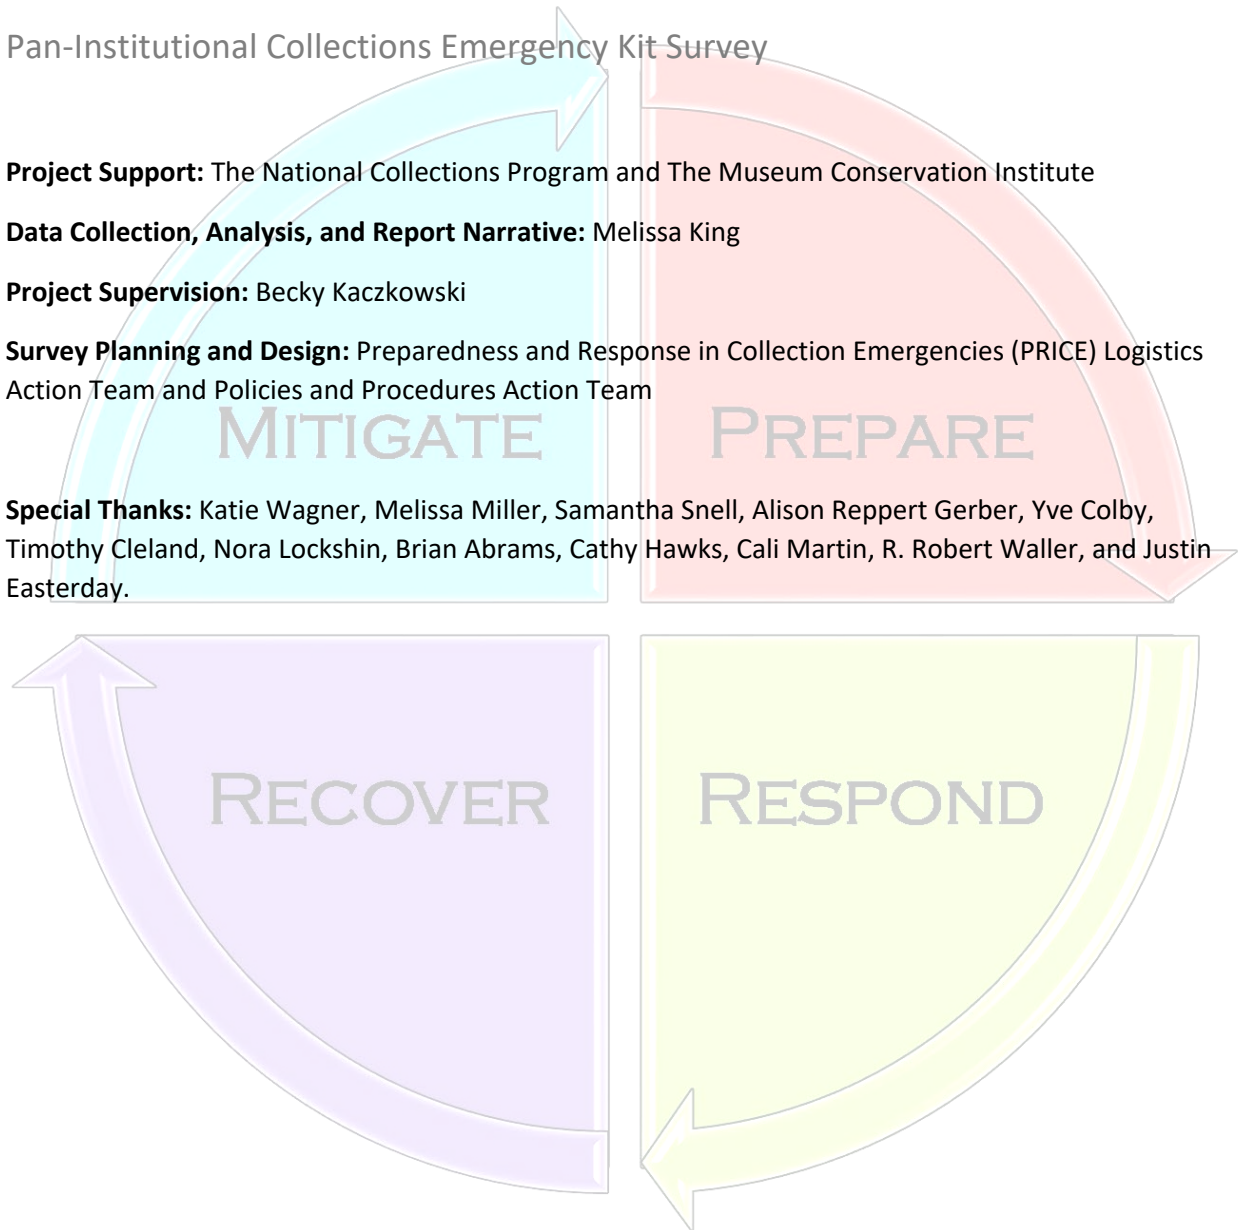 Pan-Institutional Collections Emergency Kit Survey
Project Support: The National Collections Program and The Museum Conservation Institute
Data Collection, Analysis, and Report Narrative: Melissa King
Project Supervision: Becky Kaczkowski
Survey Planning and Design: Preparedness and Response in Collection Emergencies (PRICE) Logistics
Action Team and Policies and Procedures Action Team
MITIGATE PREPARE
Special Thanks: Katie Wagner, Melissa Miller, Samantha Snell, Alison Reppert Gerber, Yve Colby,
Timothy Cleland, Nora Lockshin, Brian Abrams, Cathy Hawks, Cali Martin, R. Robert Waller, and Justin
Easterday.
RECOVER RESPOND